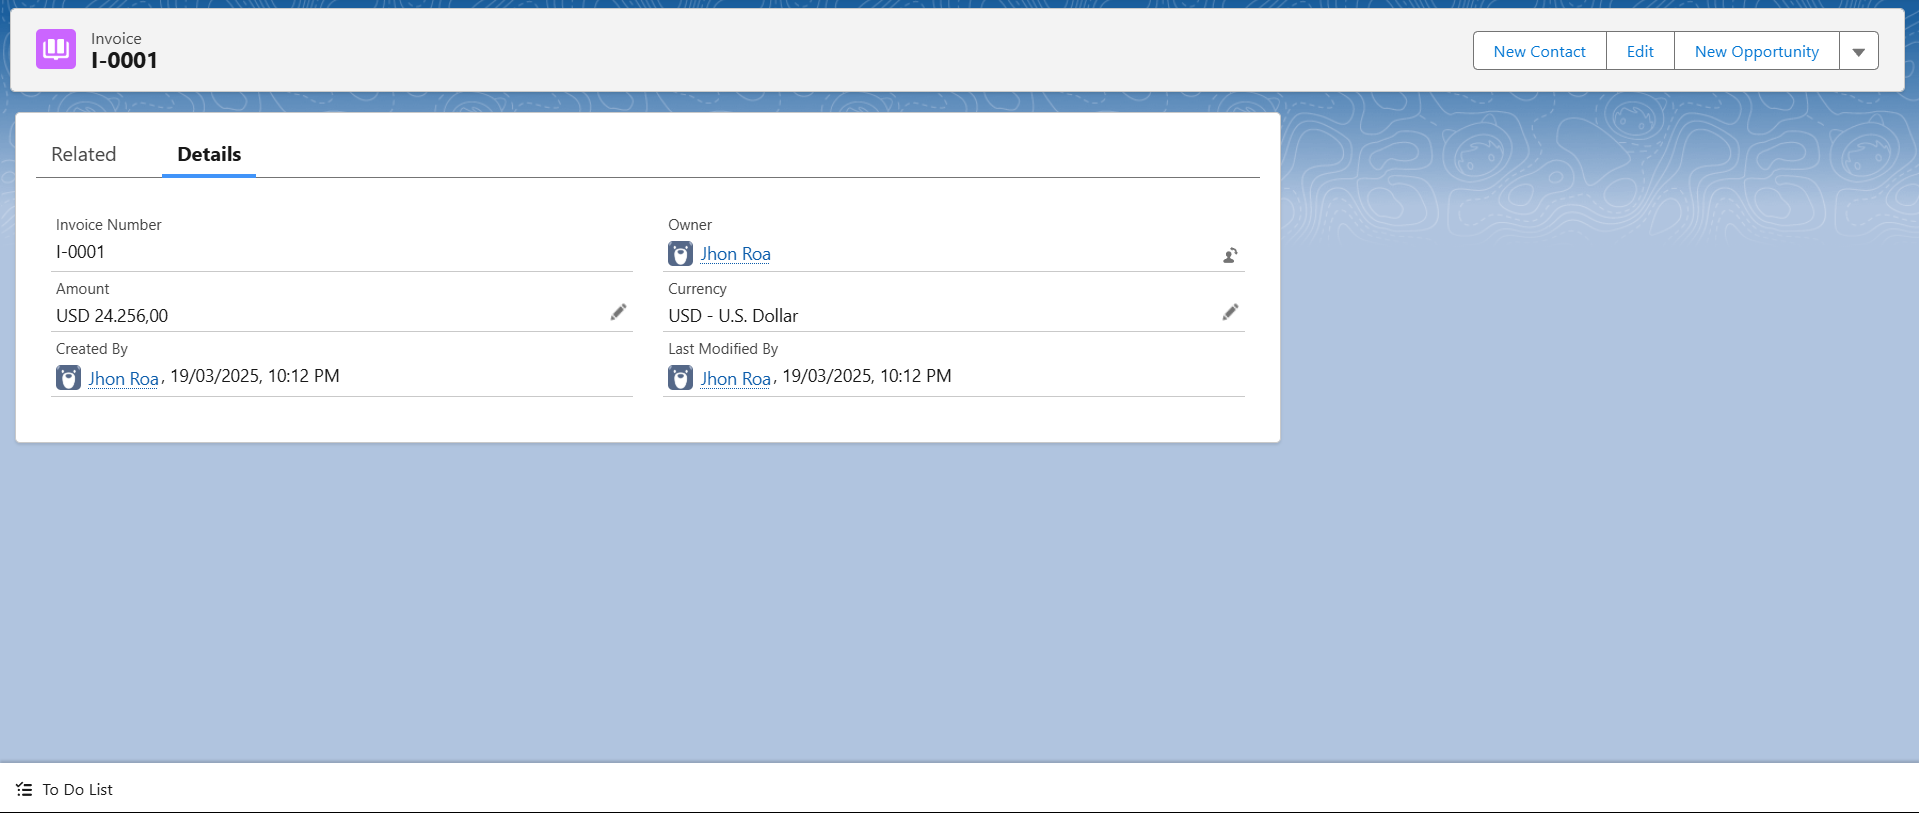 Invoice
I-0001
New Contact
Edit
New Opportunity
Related
Details
Invoice Number
I-0001
Owner
Jhon Roa
Amount
USD 24.256,00
Currency
USD - U.S. Dollar
Created By
Jhon Roa, 19/03/2025, 10:12 PM
Last Modified By
Jhon Roa, 19/03/2025, 10:12 PM
To Do List